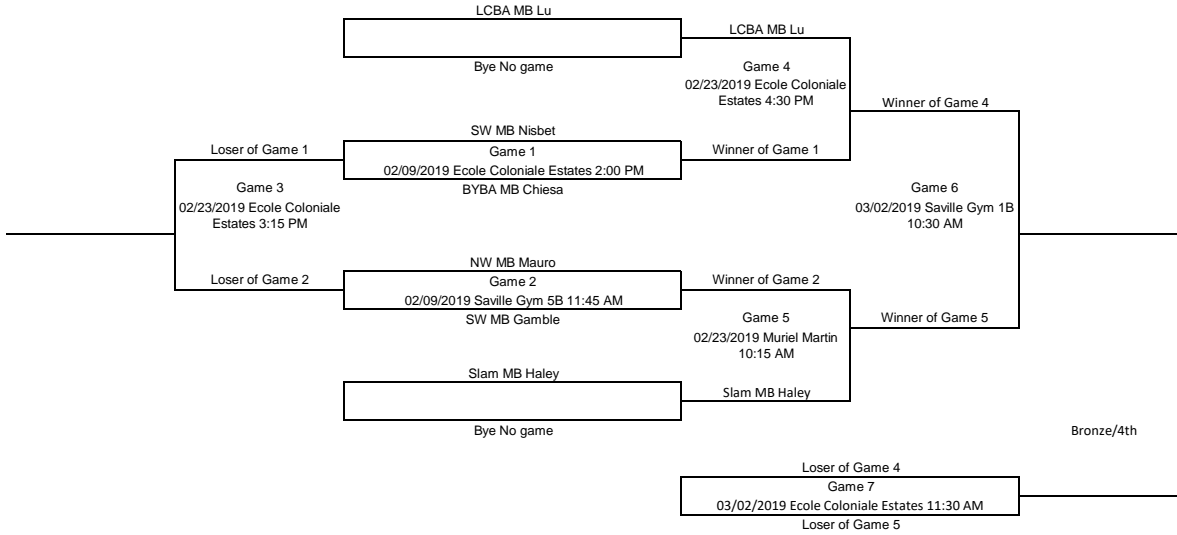 LCBA MB Lu
LCBA MB Lu
Bye No game
Game 4
02/23/2019 Ecole Coloniale
Estates 4:30 PM
Winner of Game 4
SW MB Nisbet
Loser of Game 1
Game 1
Winner of Game 1
02/09/2019 Ecole Coloniale Estates 2:00 PM
BYBA MB Chiesa
Game 3
02/23/2019 Ecole Coloniale
Estates 3:15 PM
Game 6
03/02/2019 Saville Gym 1B
10:30 AM
NW MB Mauro
Loser of Game 2
Game 2
Winner of Game 2
02/09/2019 Saville Gym 5B 11:45 AM
SW MB Gamble
Game 5
02/23/2019 Muriel Martin
10:15 AM
Winner of Game 5
Slam MB Haley
Slam MB Haley
Bye No game
Bronze/4th
Loser of Game 4
Game 7
03/02/2019 Ecole Coloniale Estates 11:30 AM
Loser of Game 5